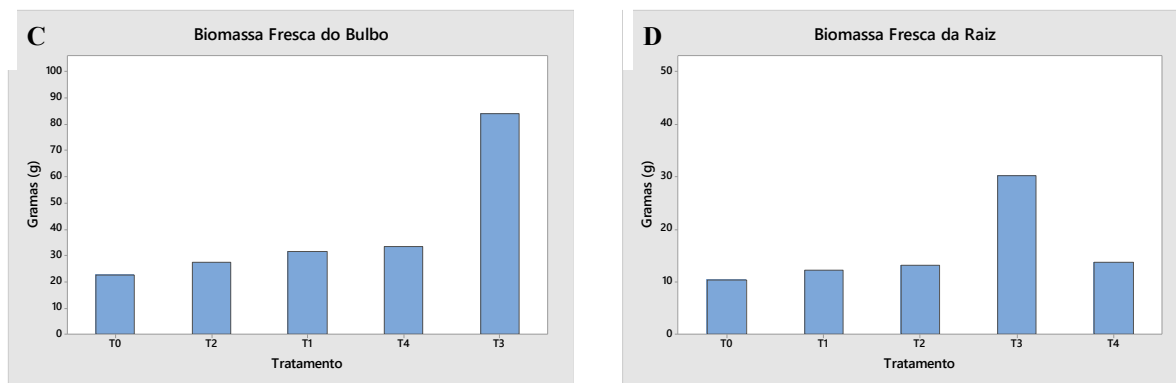 C
Biomassa Fresca do Bulbo
Gramas (g)
100
90
80
70
60
50
40
30
20
10
0
T0 T2 T1 T4 T3
Tratamento
D
Biomassa Fresca da Raiz
Gramas (g)
50
40
30
20
10
0
T0 T1 T2 T3 T4
Tratamento